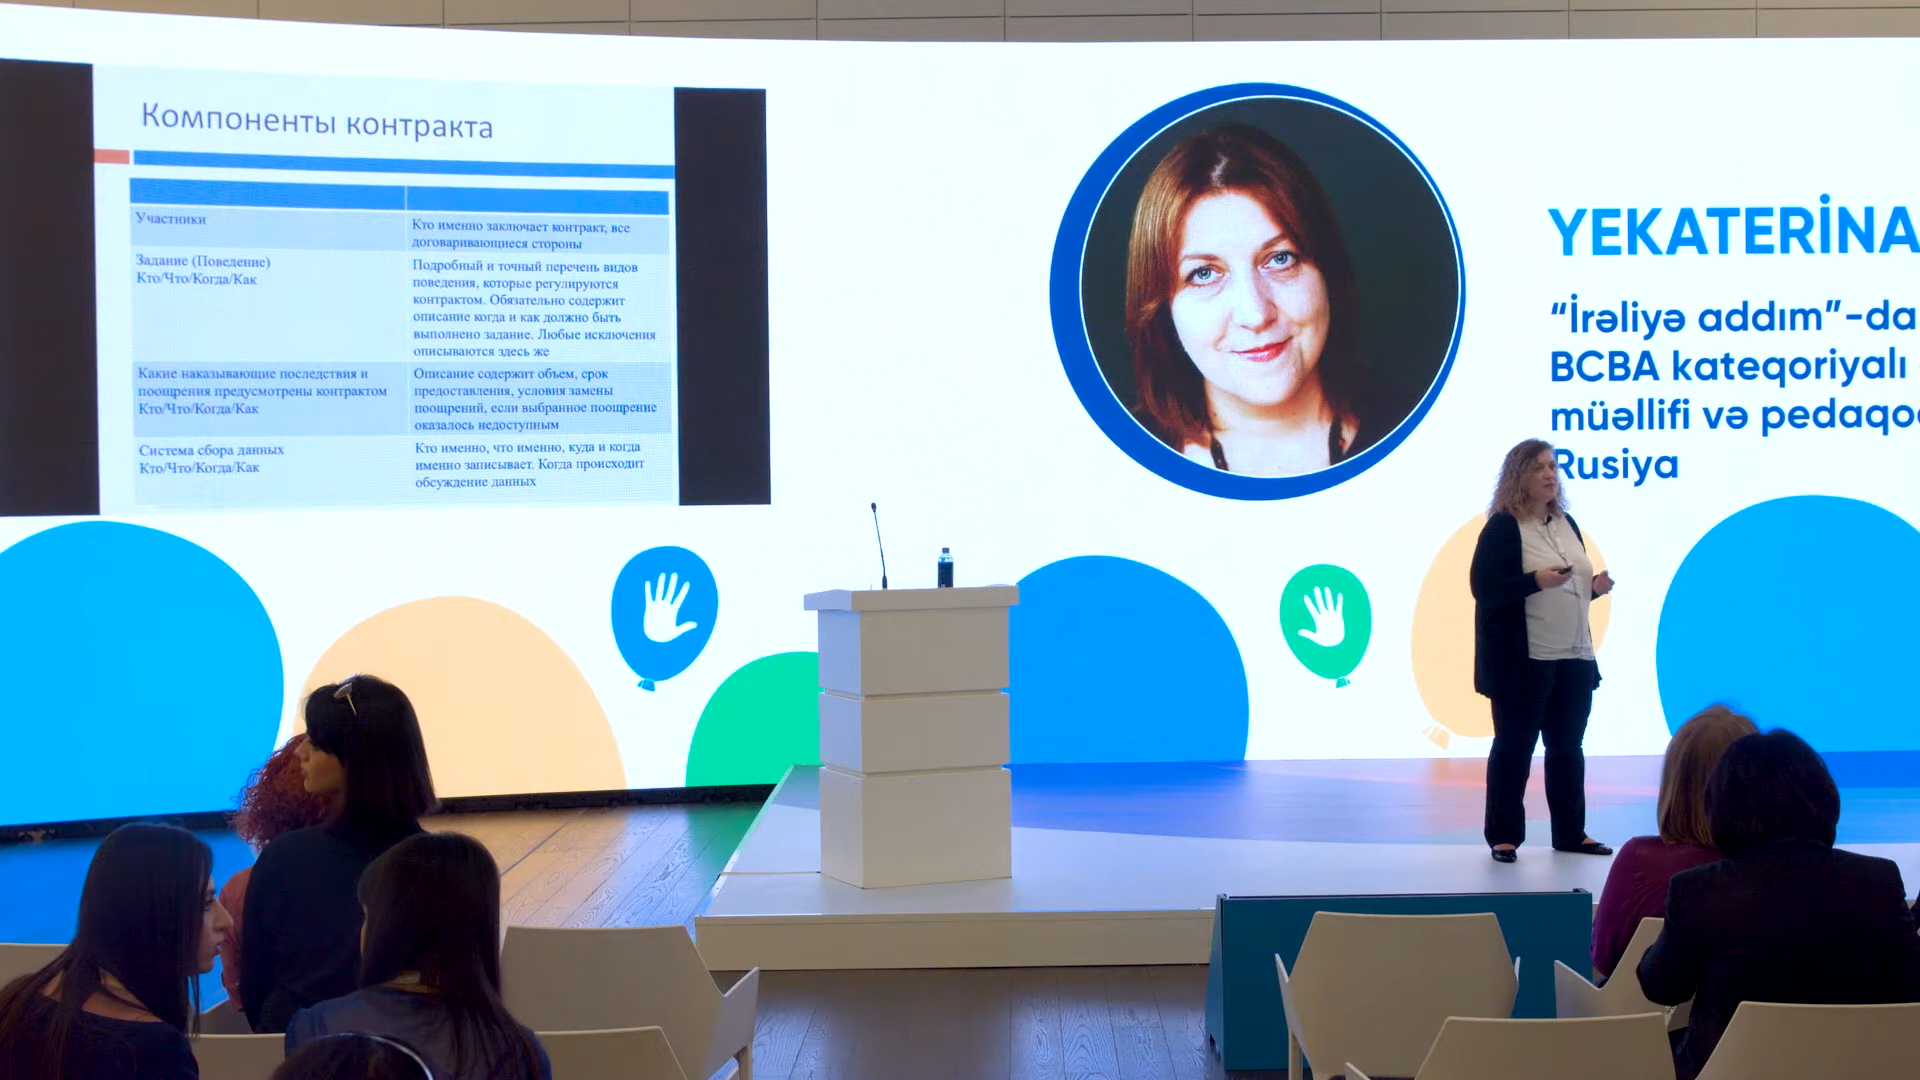 Компоненты контракта
Участники
Кто именно заключает контракт, все
договаривающиеся стороны
Задание (Поведение)
Кто/Что/Когда/Как
Подробный и точный перечень видов
поведения, которые регулируются
контрактом. Обязательно содержит
описание когда и как должно быть
выполнено задание. Любые исключения
описываются здесь же
Какие наказывающие последствия и
поощрения предусмотрены контрактом
Кто/Что/Когда/Как
Описание содержит объем, срок
предоставления, условия замены
поощрений, если выбранное поощрение
оказалось недоступным
Система сбора данных
Кто/Что/Когда/Как
Кто именно, что именно, куда и когда
именно записывает. Когда происходит
обсуждение данных
YEKATERİNA
“İrəliyə addım”-da
BCBA kateqoriyalı
müəllifi və
Rusiya